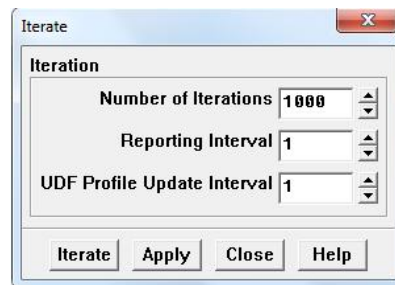 Iterate
Iteration
Number of Iterations 1000
Reporting Interval 1
UDF Profile Update Interval 1
Iterate Apply Close Help